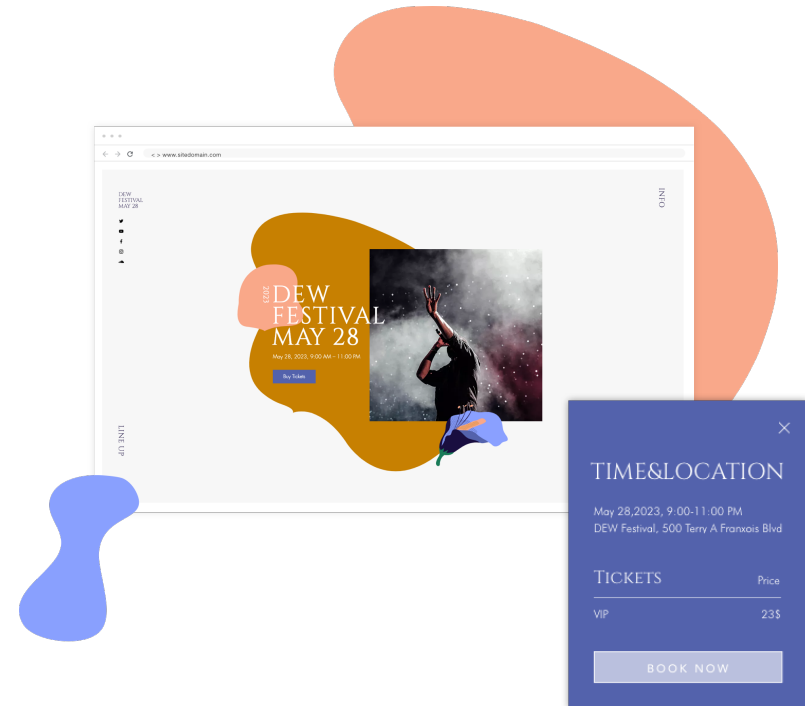 < > www.sitedomain.com
DEW
FESTIVAL
MAY 28
INFO
2023
DEW
FESTIVAL
MAY 28
May 28, 2023, 9:00 AM – 11:00 PM
Buy Tickets
LINE UP
TIME&LOCATION
May 28,2023, 9:00-11:00 PM
DEW Festival, 500 Terry A Franxois Blvd
TICKETS Price
VIP 23$
BOOK NOW